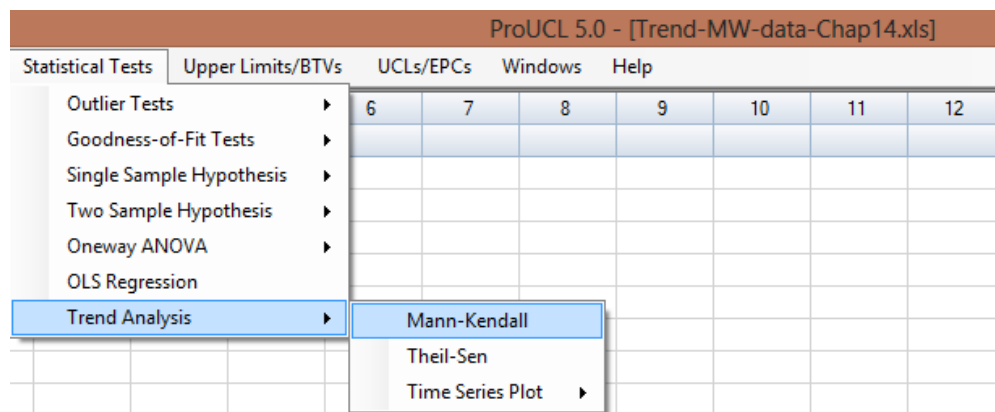 ProUCL 5.0 - [Trend-MW-data-Chap14.xls]
Statistical Tests Upper Limits/BTVs UCLs/EPCs Windows Help
Outlier Tests
6 7 8 9 10 11 12
Goodness-of-Fit Tests
Single Sample Hypothesis
Two Sample Hypothesis
Oneway ANOVA
OLS Regression
Trend Analysis
Mann-Kendall
Theil-Sen
Time Series Plot